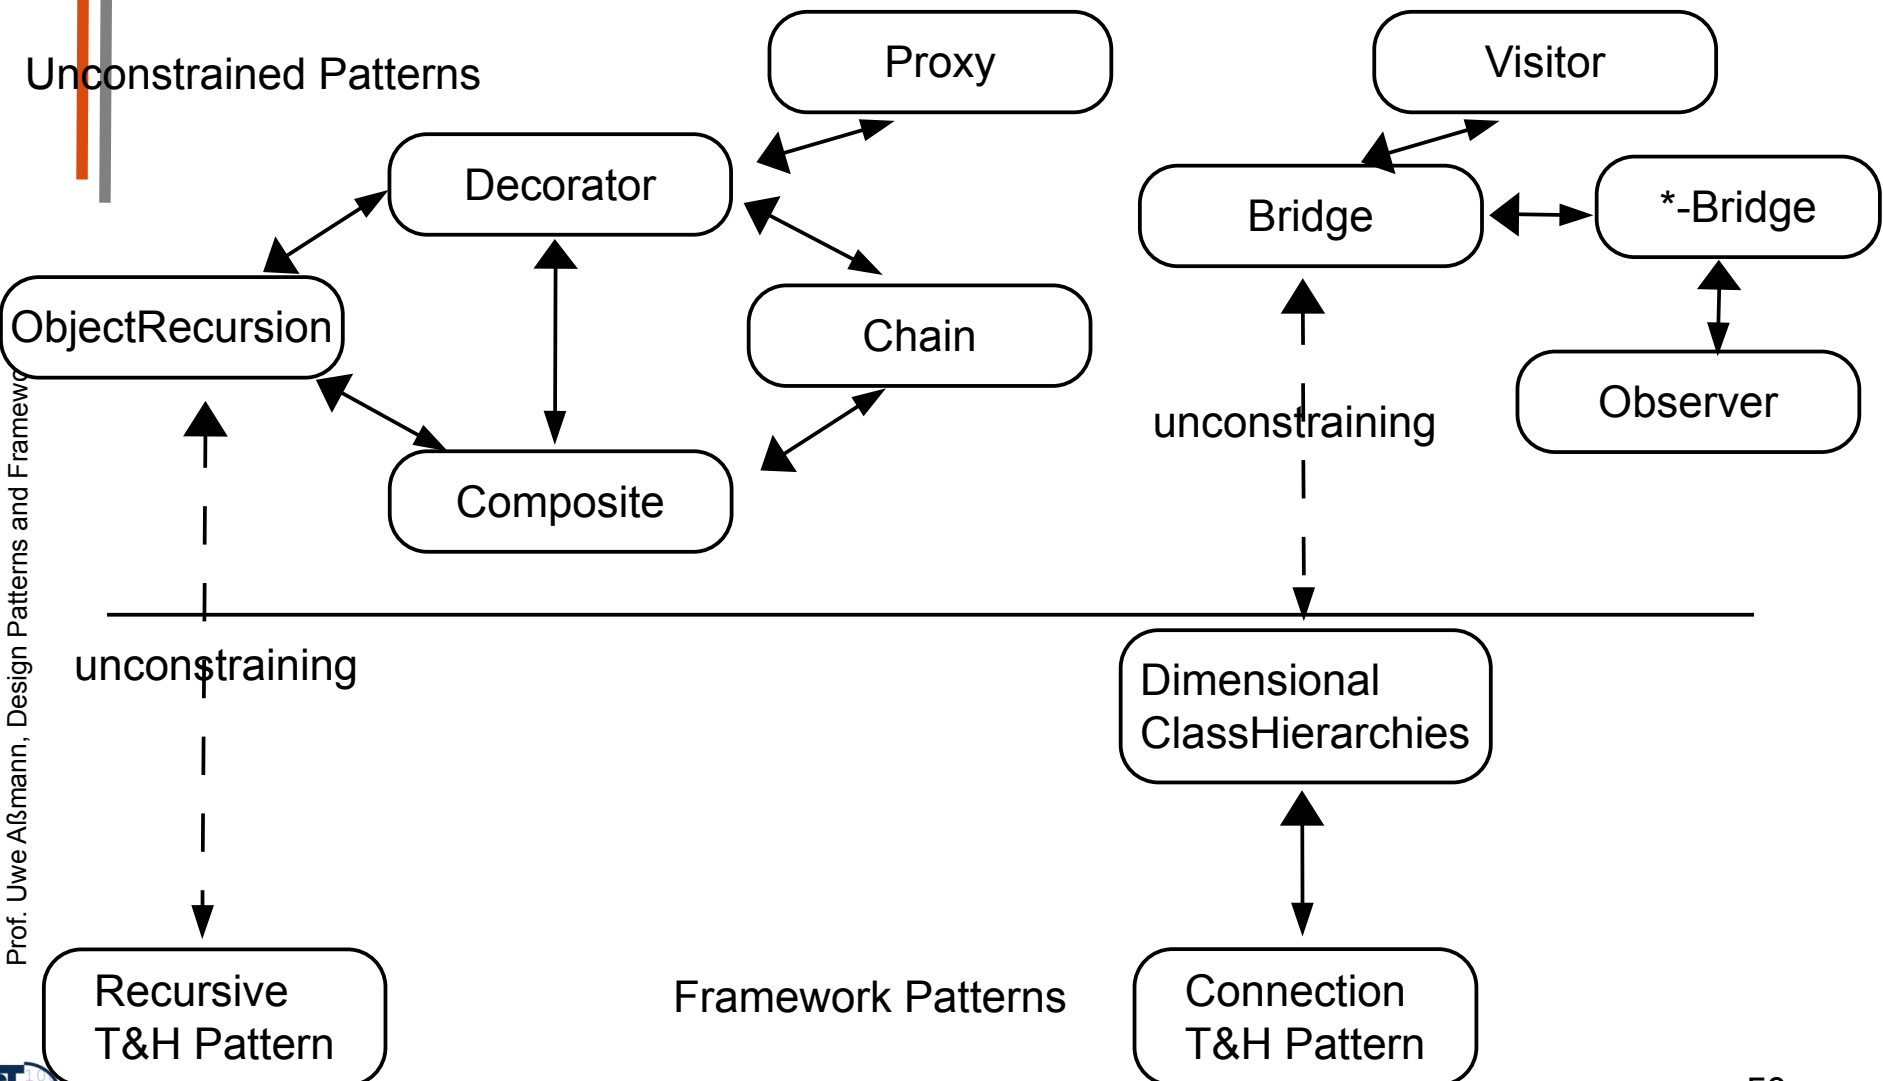 Unconstrained Patterns
Proxy
Visitor
Decorator
Bridge
*-Bridge
ObjectRecursion
Chain
Observer
unconstraining
Composite
unconstraining
Dimensional
ClassHierarchies
Recursive
T&H Pattern
Framework Patterns
Connection
T&H Pattern
Prof. Uwe Aßmann, Design Patterns and